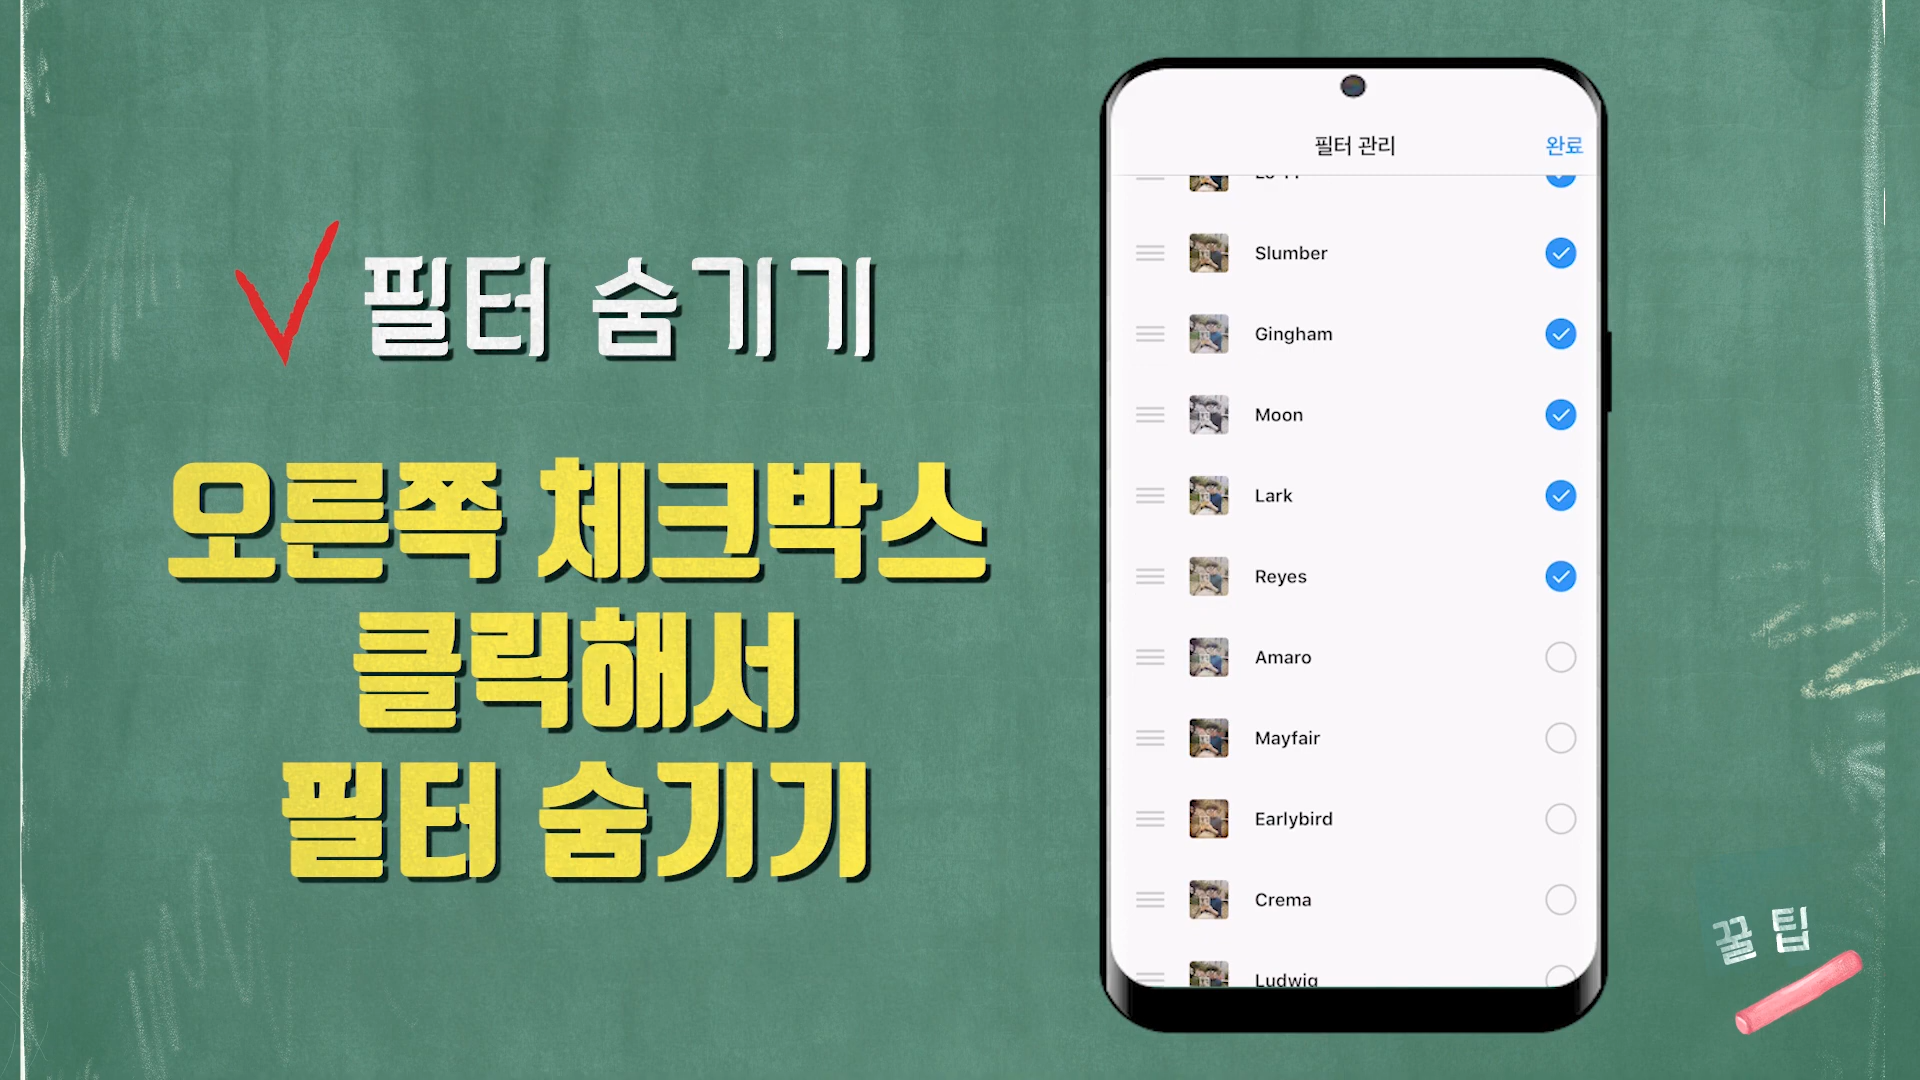 필터 숨기기
오른쪽 체크박스
클릭해서
필터 숨기기
필터 관리
완료
Slumber
Gingham
Moon
Lark
Reyes
Amaro
Mayfair
Earlybird
Crema
Ludwig
꿀팁